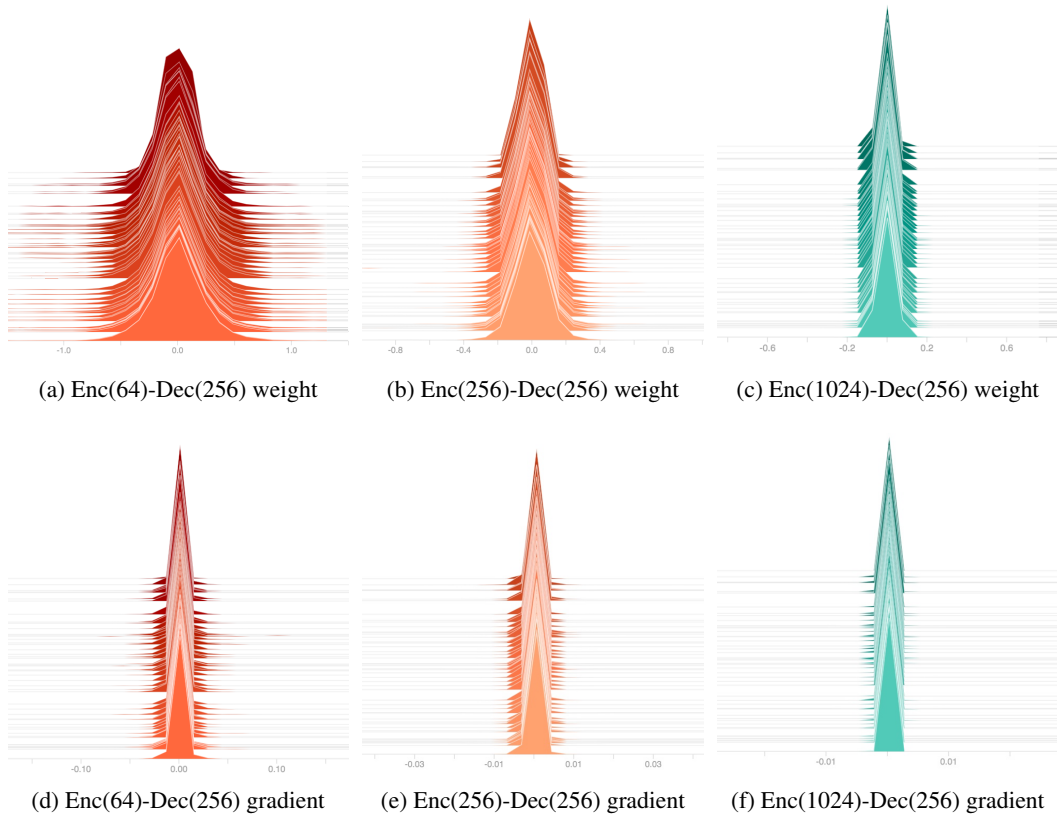 -1.0 0.0 1.0
-0.8 -0.4 0.0 0.4 0.8
-0.6 -0.2 0.2 0.6
(a) Enc(64)-Dec(256) weight
(b) Enc(256)-Dec(256) weight
(c) Enc(1024)-Dec(256) weight
-0.10 0.00 0.10
-0.03 -0.01 0.01 0.03
-0.01 0.01
(d) Enc(64)-Dec(256) gradient
(e) Enc(256)-Dec(256) gradient
(f) Enc(1024)-Dec(256) gradient